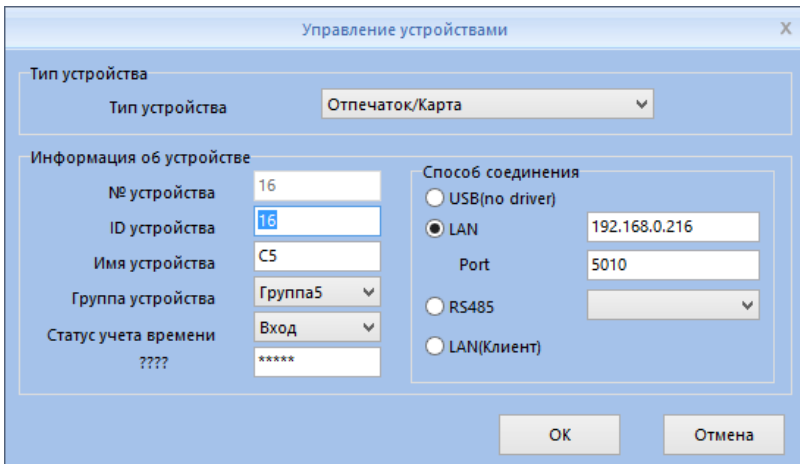 Управление устройствами X
Тип устройства
Тип устройства Отпечаток/Карта
Информация об устройстве
№ устройства 16
ID устройства 16
Имя устройства C5
Группа устройства Группа5
Статус учета времени Вход
???? *****
Способ соединения
USB(no driver)
LAN 192.168.0.216
Port 5010
RS485
LAN(Клиент)
OK Отмена